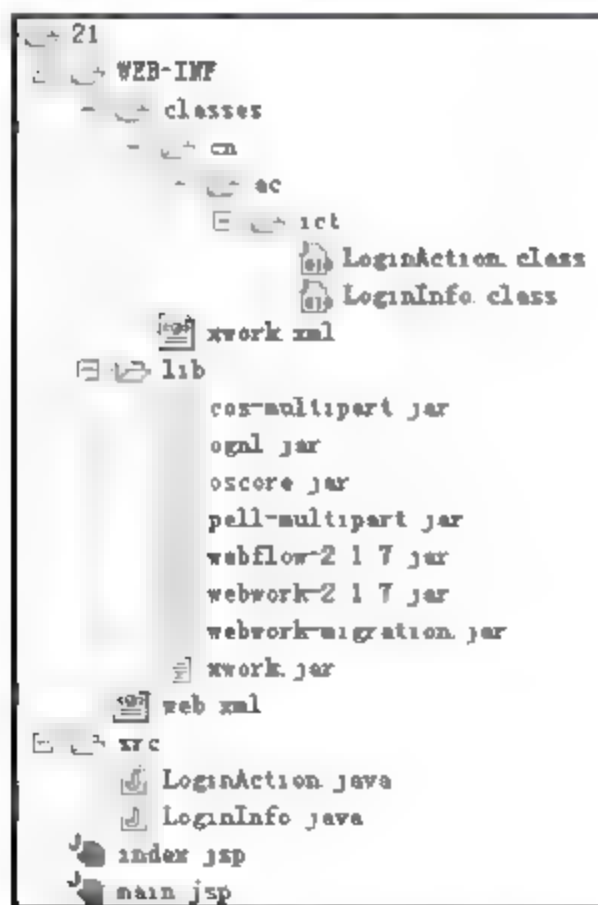 21
WEB-INF
classes
cn
ac
ict
LoginAction.class
LoginInfo.class
xwork.xml
lib
cos-multipart.jar
ognl.jar
oscore.jar
pell-multipart.jar
webflow-2.1.7.jar
webwork-2.1.7.jar
webwork-migration.jar
xwork.jar
web.xml
src
LoginAction.java
LoginInfo.java
index.jsp
main.jsp